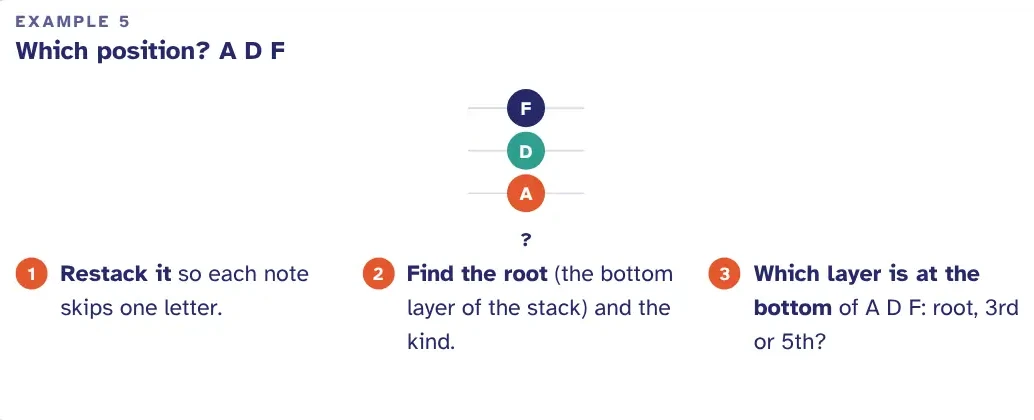 EXAMPLE 5
Which position? A D F
F
D
A
?
1 Restack it so each note
skips one letter.
2 Find the root (the bottom
layer of the stack) and the
kind.
3 Which layer is at the
bottom of A D F: root, 3rd
or 5th?